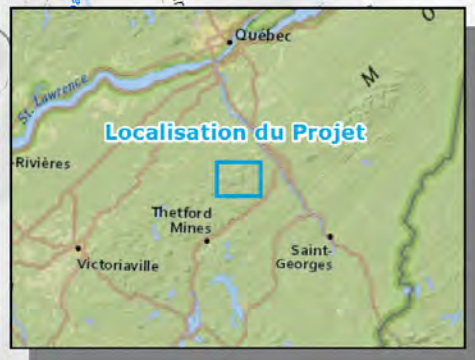 Québec
M
O
St. Lawrence
Localisation du Projet
Rivières
Thetford
Mines
Saint-
Georges
Victoriaville